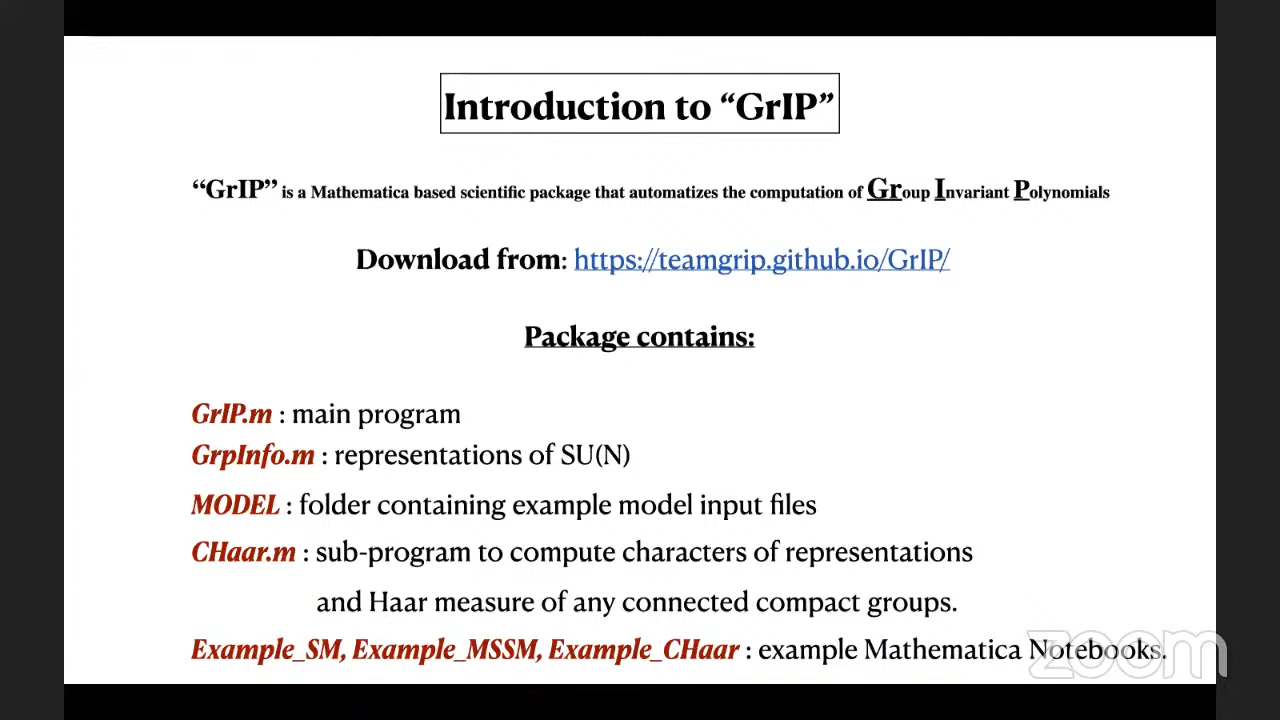 Introduction to “GrIP”
“GrIP” is a Mathematica based scientific package that automatizes the computation of Group Invariant Polynomials
Download from: https://teamgrip.github.io/GrIP/
Package contains:
GrIP.m : main program
GrpInfo.m : representations of SU(N)
MODEL : folder containing example model input files
CHaar.m : sub-program to compute characters of representations
and Haar measure of any connected compact groups.
Example_SM, Example_MSSM, Example_CHaar : example Mathematica Notebooks.
zoom